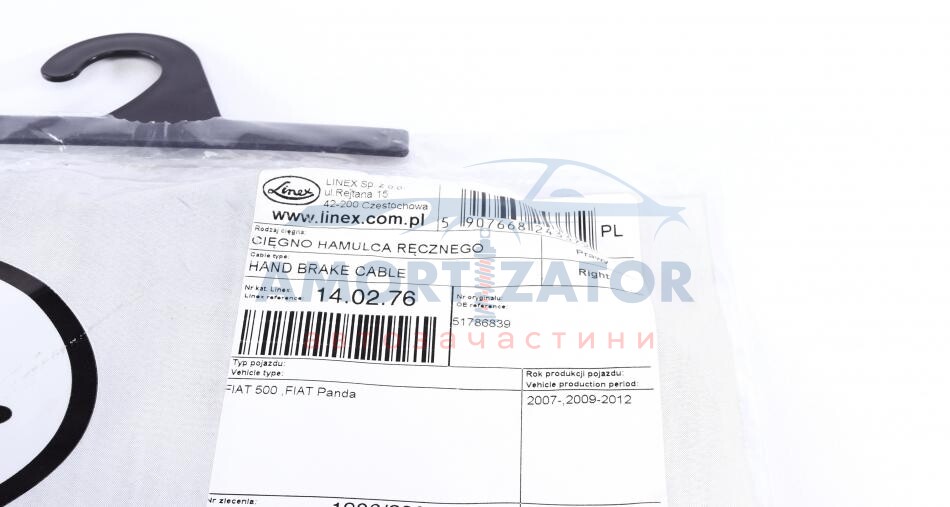 Linex
LINEX Sp. z o.o.
ul.Rejtana 15
42-200 Częstochowa
www.linex.com.pl
5 907668 PL
Rodzaj cięgna:
CIĘGNO HAMULCA RĘCZNEGO
Prawy
Cable type:
HAND BRAKE CABLE
Right
Nr kat. Linex:
Linex reference:
14.02.76
Nr oryginału:
OE reference:
51786839
AMORTIZATOR
автозапчастини
Typ pojazdu:
Vehicle type:
Rok produkcji pojazdu:
Vehicle production period:
FIAT 500 ,FIAT Panda
2007-,2009-2012
Nr zlecenia: